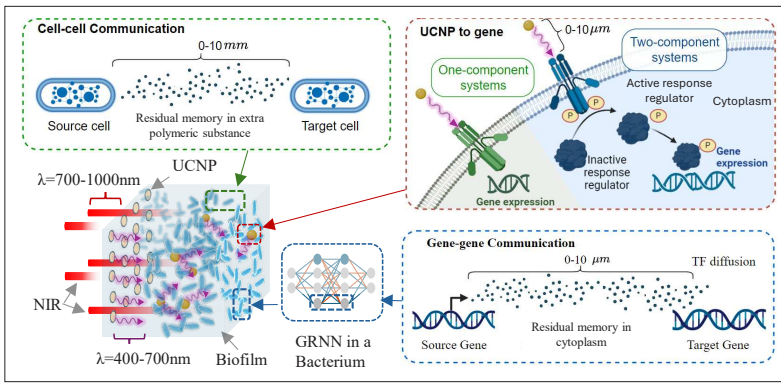 Cell-cell Communication
0-10 mm
Source cell
Residual memory in extra
polymeric substance
Target cell
UCNP to gene
0-10 μm
One-component
systems
Two-component
systems
Active response
regulator
Cytoplasm
P
P
P
P
Inactive
response
regulator
Gene
expression
Gene expression
UCNP
λ=700-1000nm
NIR
λ=400-700nm
Biofilm
GRNN in a
Bacterium
Gene-gene Communication
0-10 μm
TF diffusion
Source Gene
Residual memory in
cytoplasm
Target Gene